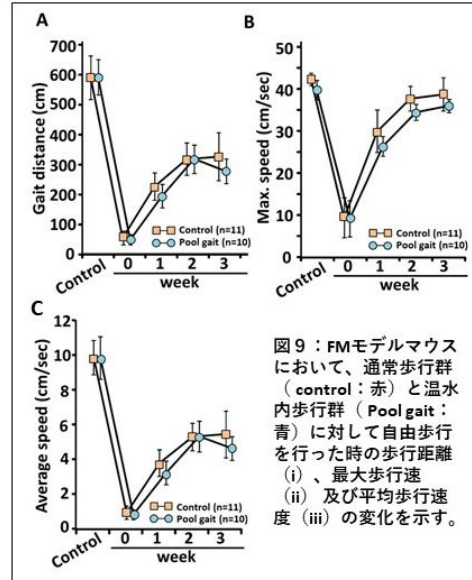 A
Gait distance (cm)
700
600
500
400
300
200
100
0
Control (n=11)
Pool gait (n=10)
Control
0 1 2 3
week
B
Max. speed (cm/sec)
50
40
30
20
10
0
Control (n=11)
Pool gait (n=10)
Control
0 1 2 3
week
C
Average speed (cm/sec)
12
10
8
6
4
2
0
Control (n=11)
Pool gait (n=10)
Control
0 1 2 3
week
図9：FMモデルマウス
において、通常歩行群
（control：赤）と温水
内歩行群（Pool gait：
青）に対して自由歩行
を行った時の歩行距離
（i）、最大歩行速
（ii）及び平均歩行速
度（iii）の変化を示す。